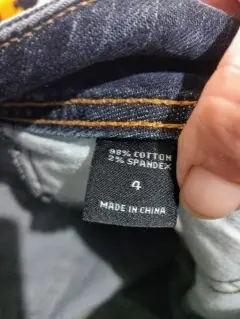 98% COTTON
2% SPANDEX
4
MADE IN CHINA